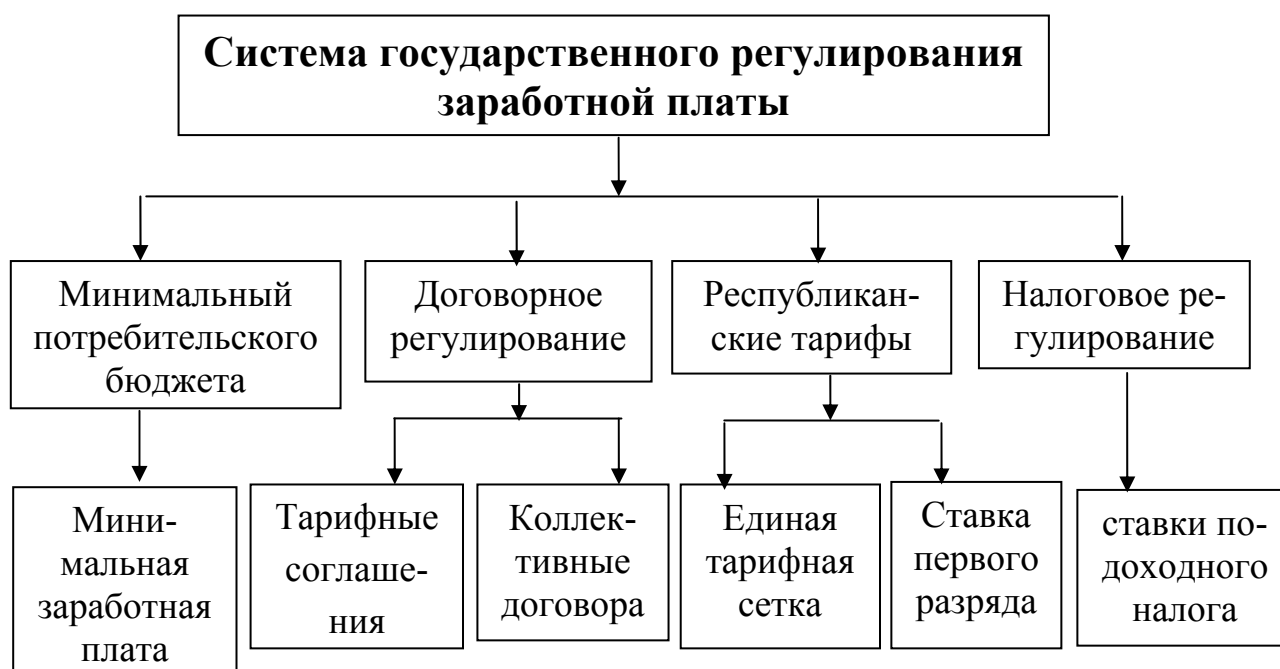 Система государственного регулирования
заработной платы
Минимальный
потребительского
бюджета
Договорное
регулирование
Республикан-
ские тарифы
Налоговое ре-
гулирование
Мини-
мальная
заработная
плата
Тарифные
соглаше-
ния
Коллек-
тивные
договора
Единая
тарифная
сетка
Ставка
первого
разряда
ставки по-
доходного
налога